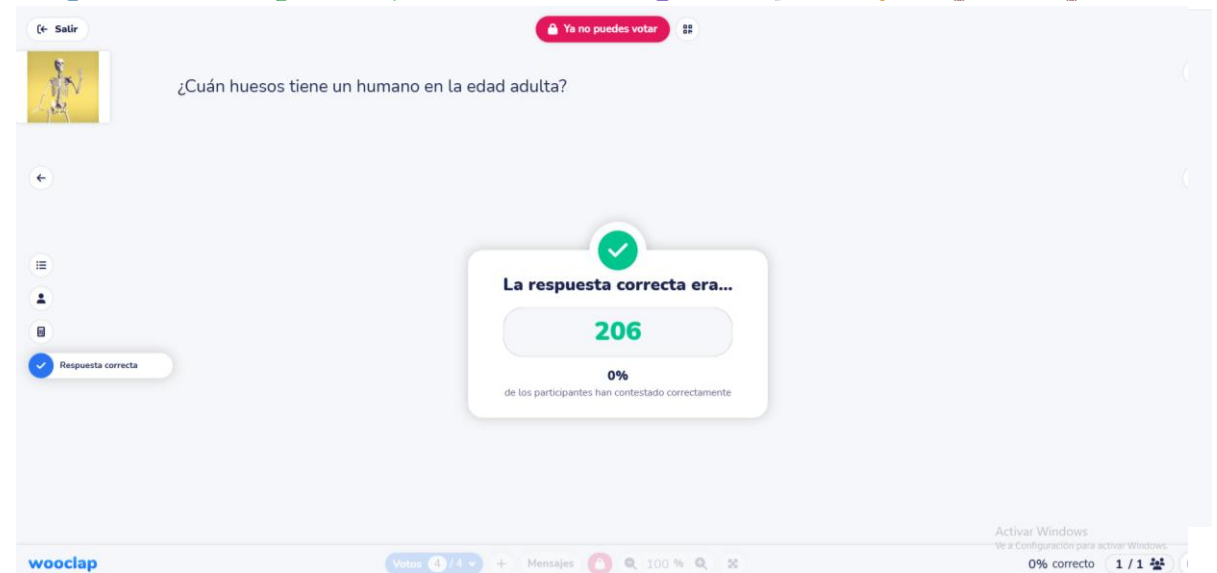 Salir
Ya no puedes votar
¿Cuán huesos tiene un humano en la edad adulta?
La respuesta correcta era...
206
Respuesta correcta
0%
de los participantes han contestado correctamente
Activar Windows
Ve a Configuración para activar Windows.
wooclap
Votos 4 / 4 + Mensajes 100 %
0% correcto 1 / 1